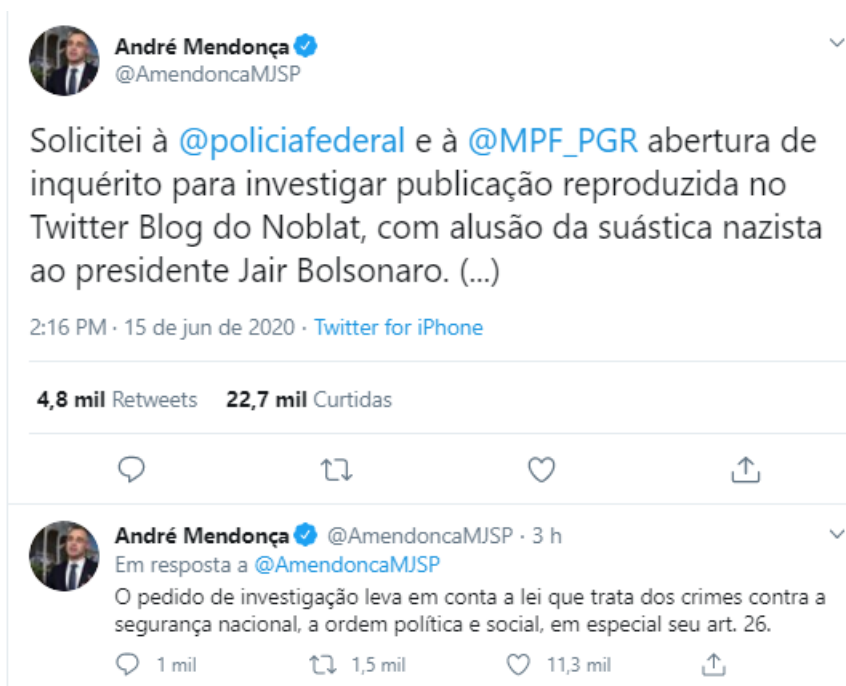 André Mendonça
@AmendoncaMJSP
Solicitei à @policiafederal e à @MPF_PGR abertura de
inquérito para investigar publicação reproduzida no
Twitter Blog do Noblat, com alusão da suástica nazista
ao presidente Jair Bolsonaro. (...)
2:16 PM · 15 de jun de 2020 · Twitter for iPhone
4,8 mil Retweets 22,7 mil Curtidas
André Mendonça @AmendoncaMJSP · 3 h
Em resposta a @AmendoncaMJSP
O pedido de investigação leva em conta a lei que trata dos crimes contra a
segurança nacional, a ordem política e social, em especial seu art. 26.
1 mil 1,5 mil 11,3 mil